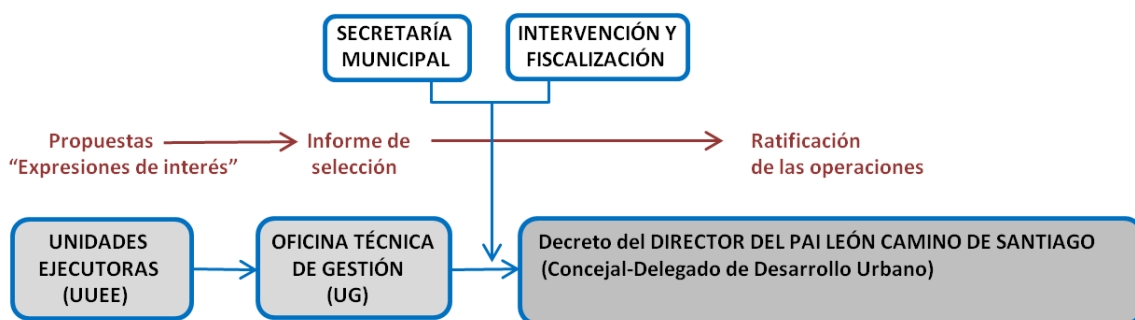 SECRETARÍA
MUNICIPAL
INTERVENCIÓN Y
FISCALIZACIÓN
Propuestas
“Expresiones de interés”
Informe de
selección
Ratificación
de las operaciones
UNIDADES
EJECUTORAS
(UUEE)
OFICINA TÉCNICA
DE GESTIÓN
(UG)
Decreto del DIRECTOR DEL PAI LEÓN CAMINO DE SANTIAGO
(Concejal-Delegado de Desarrollo Urbano)